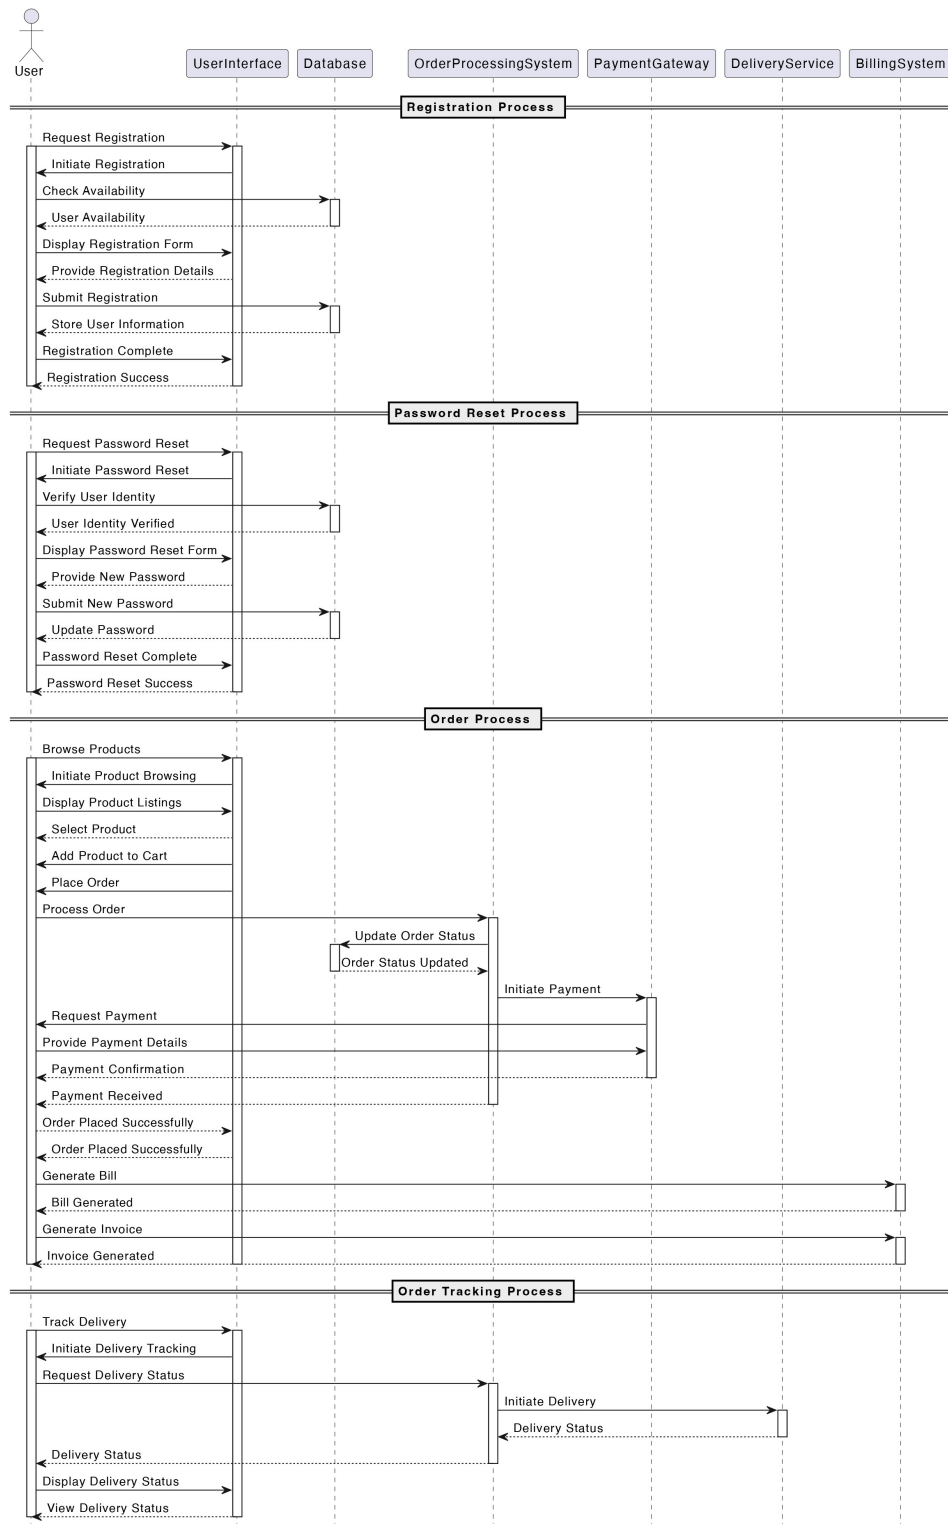 User
UserInterface Database OrderProcessingSystem PaymentGateway DeliveryService BillingSystem
Registration Process
Request Registration
Initiate Registration
Check Availability
User Availability
Display Registration Form
Provide Registration Details
Submit Registration
Store User Information
Registration Complete
Registration Success
Password Reset Process
Request Password Reset
Initiate Password Reset
Verify User Identity
User Identity Verified
Display Password Reset Form
Provide New Password
Submit New Password
Update Password
Password Reset Complete
Password Reset Success
Order Process
Browse Products
Initiate Product Browsing
Display Product Listings
Select Product
Add Product to Cart
Place Order
Process Order
Update Order Status
Order Status Updated
Initiate Payment
Request Payment
Provide Payment Details
Payment Confirmation
Payment Received
Order Placed Successfully
Order Placed Successfully
Generate Bill
Bill Generated
Generate Invoice
Invoice Generated
Order Tracking Process
Track Delivery
Initiate Delivery Tracking
Request Delivery Status
Initiate Delivery
Delivery Status
Delivery Status
Display Delivery Status
View Delivery Status